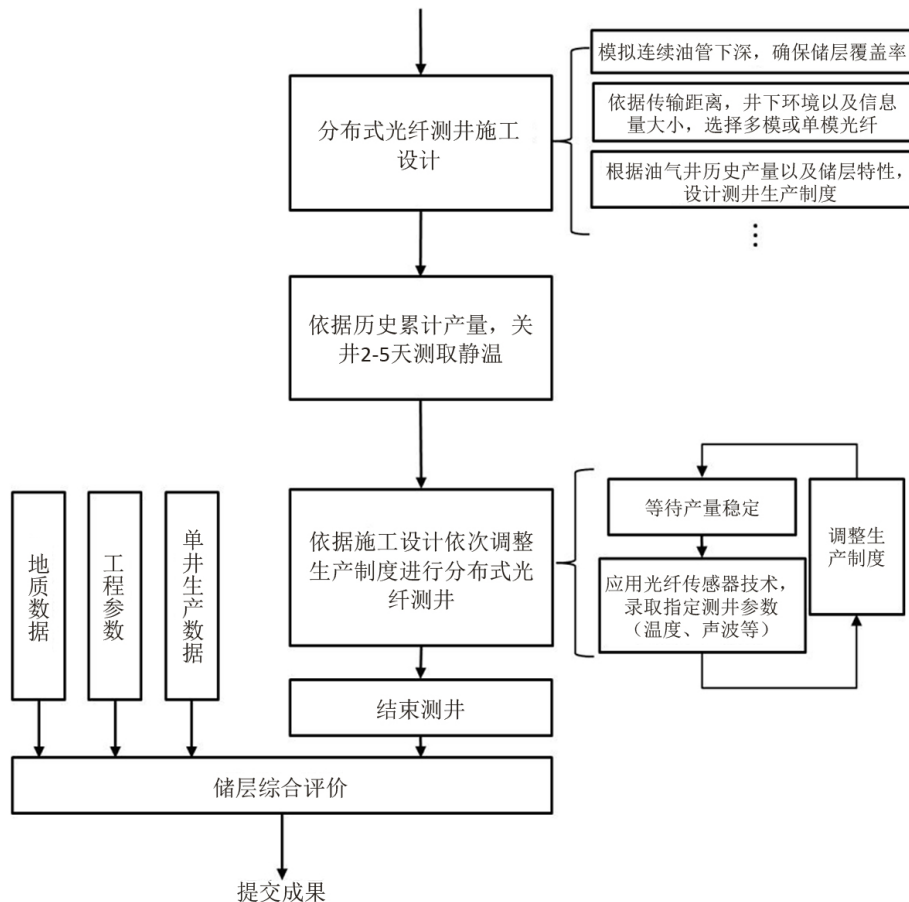 分布式光纤测井施工
设计
模拟连续油管下深，确保储层覆盖率
依据传输距离，井下环境以及信息
量大小，选择多模或单模光纤
根据油气井历史产量以及储层特性，
设计测井生产制度
⋮
依据历史累计产量，关
井2-5天测取静温
地质数据
工程参数
单井生产数据
依据施工设计依次调整
生产制度进行分布式光
纤测井
等待产量稳定
应用光纤传感器技术，
录取指定测井参数
（温度、声波等）
调整生
产制度
结束测井
储层综合评价
提交成果